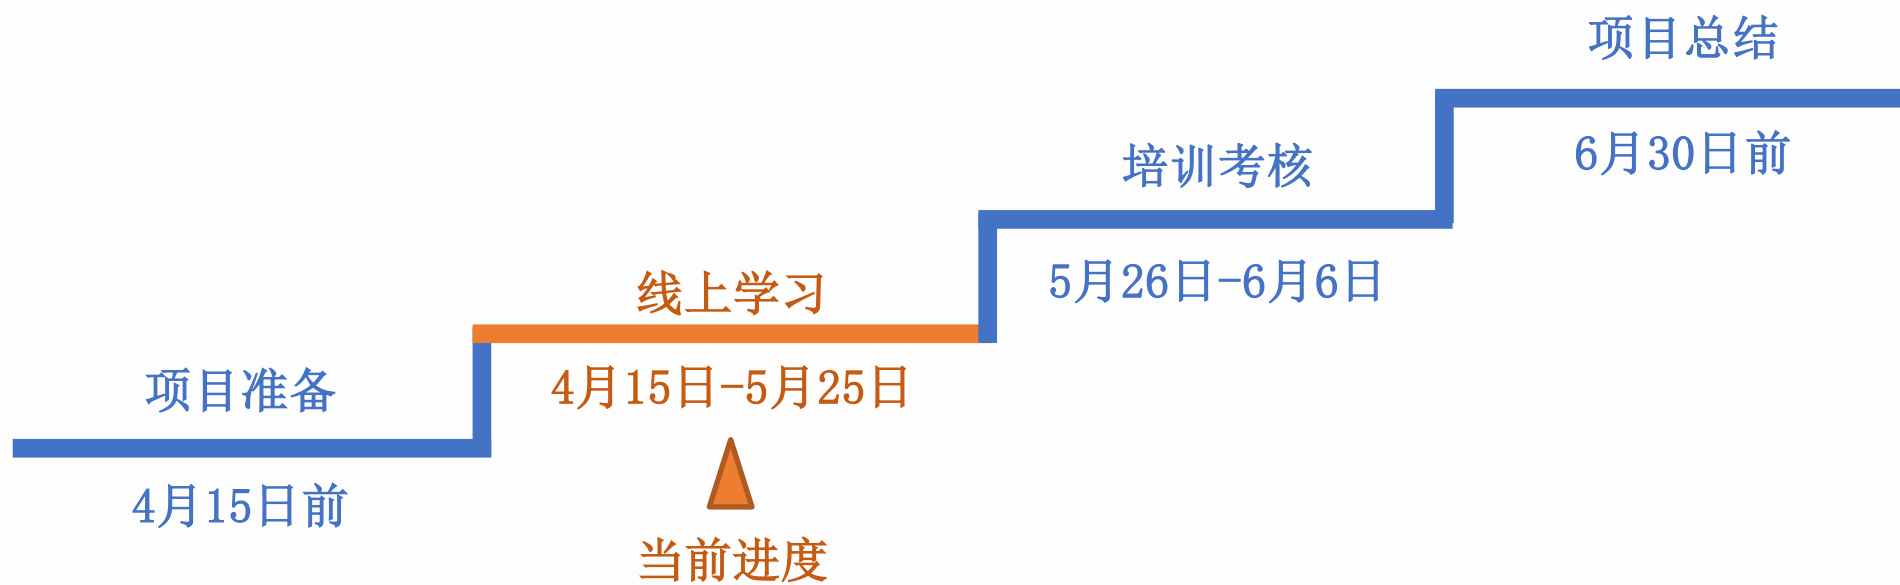 项目准备
4月15日前
线上学习
4月15日-5月25日
当前进度
培训考核
5月26日-6月6日
项目总结
6月30日前